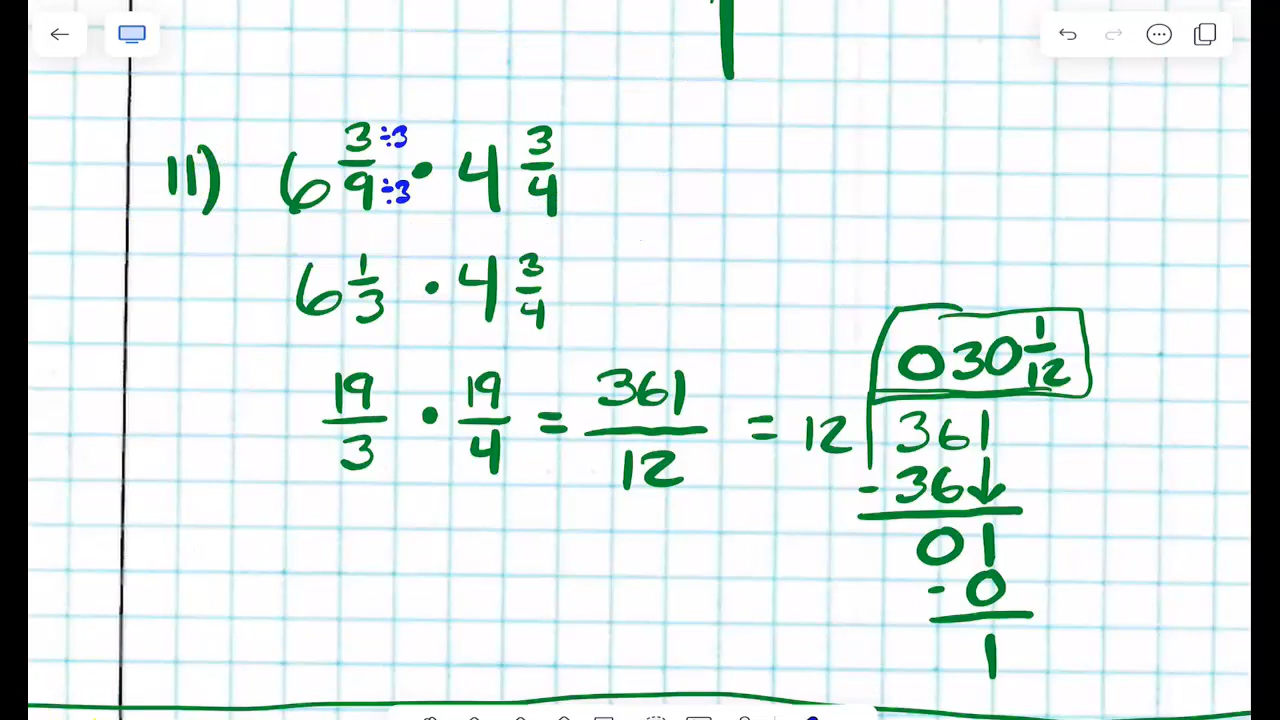 11) 6 3/9 ÷3 ÷3 · 4 3/4
6 1/3 · 4 3/4
19/3 · 19/4 = 361/12 = 12
030 1/12
361
- 36↓
01
- 0
1